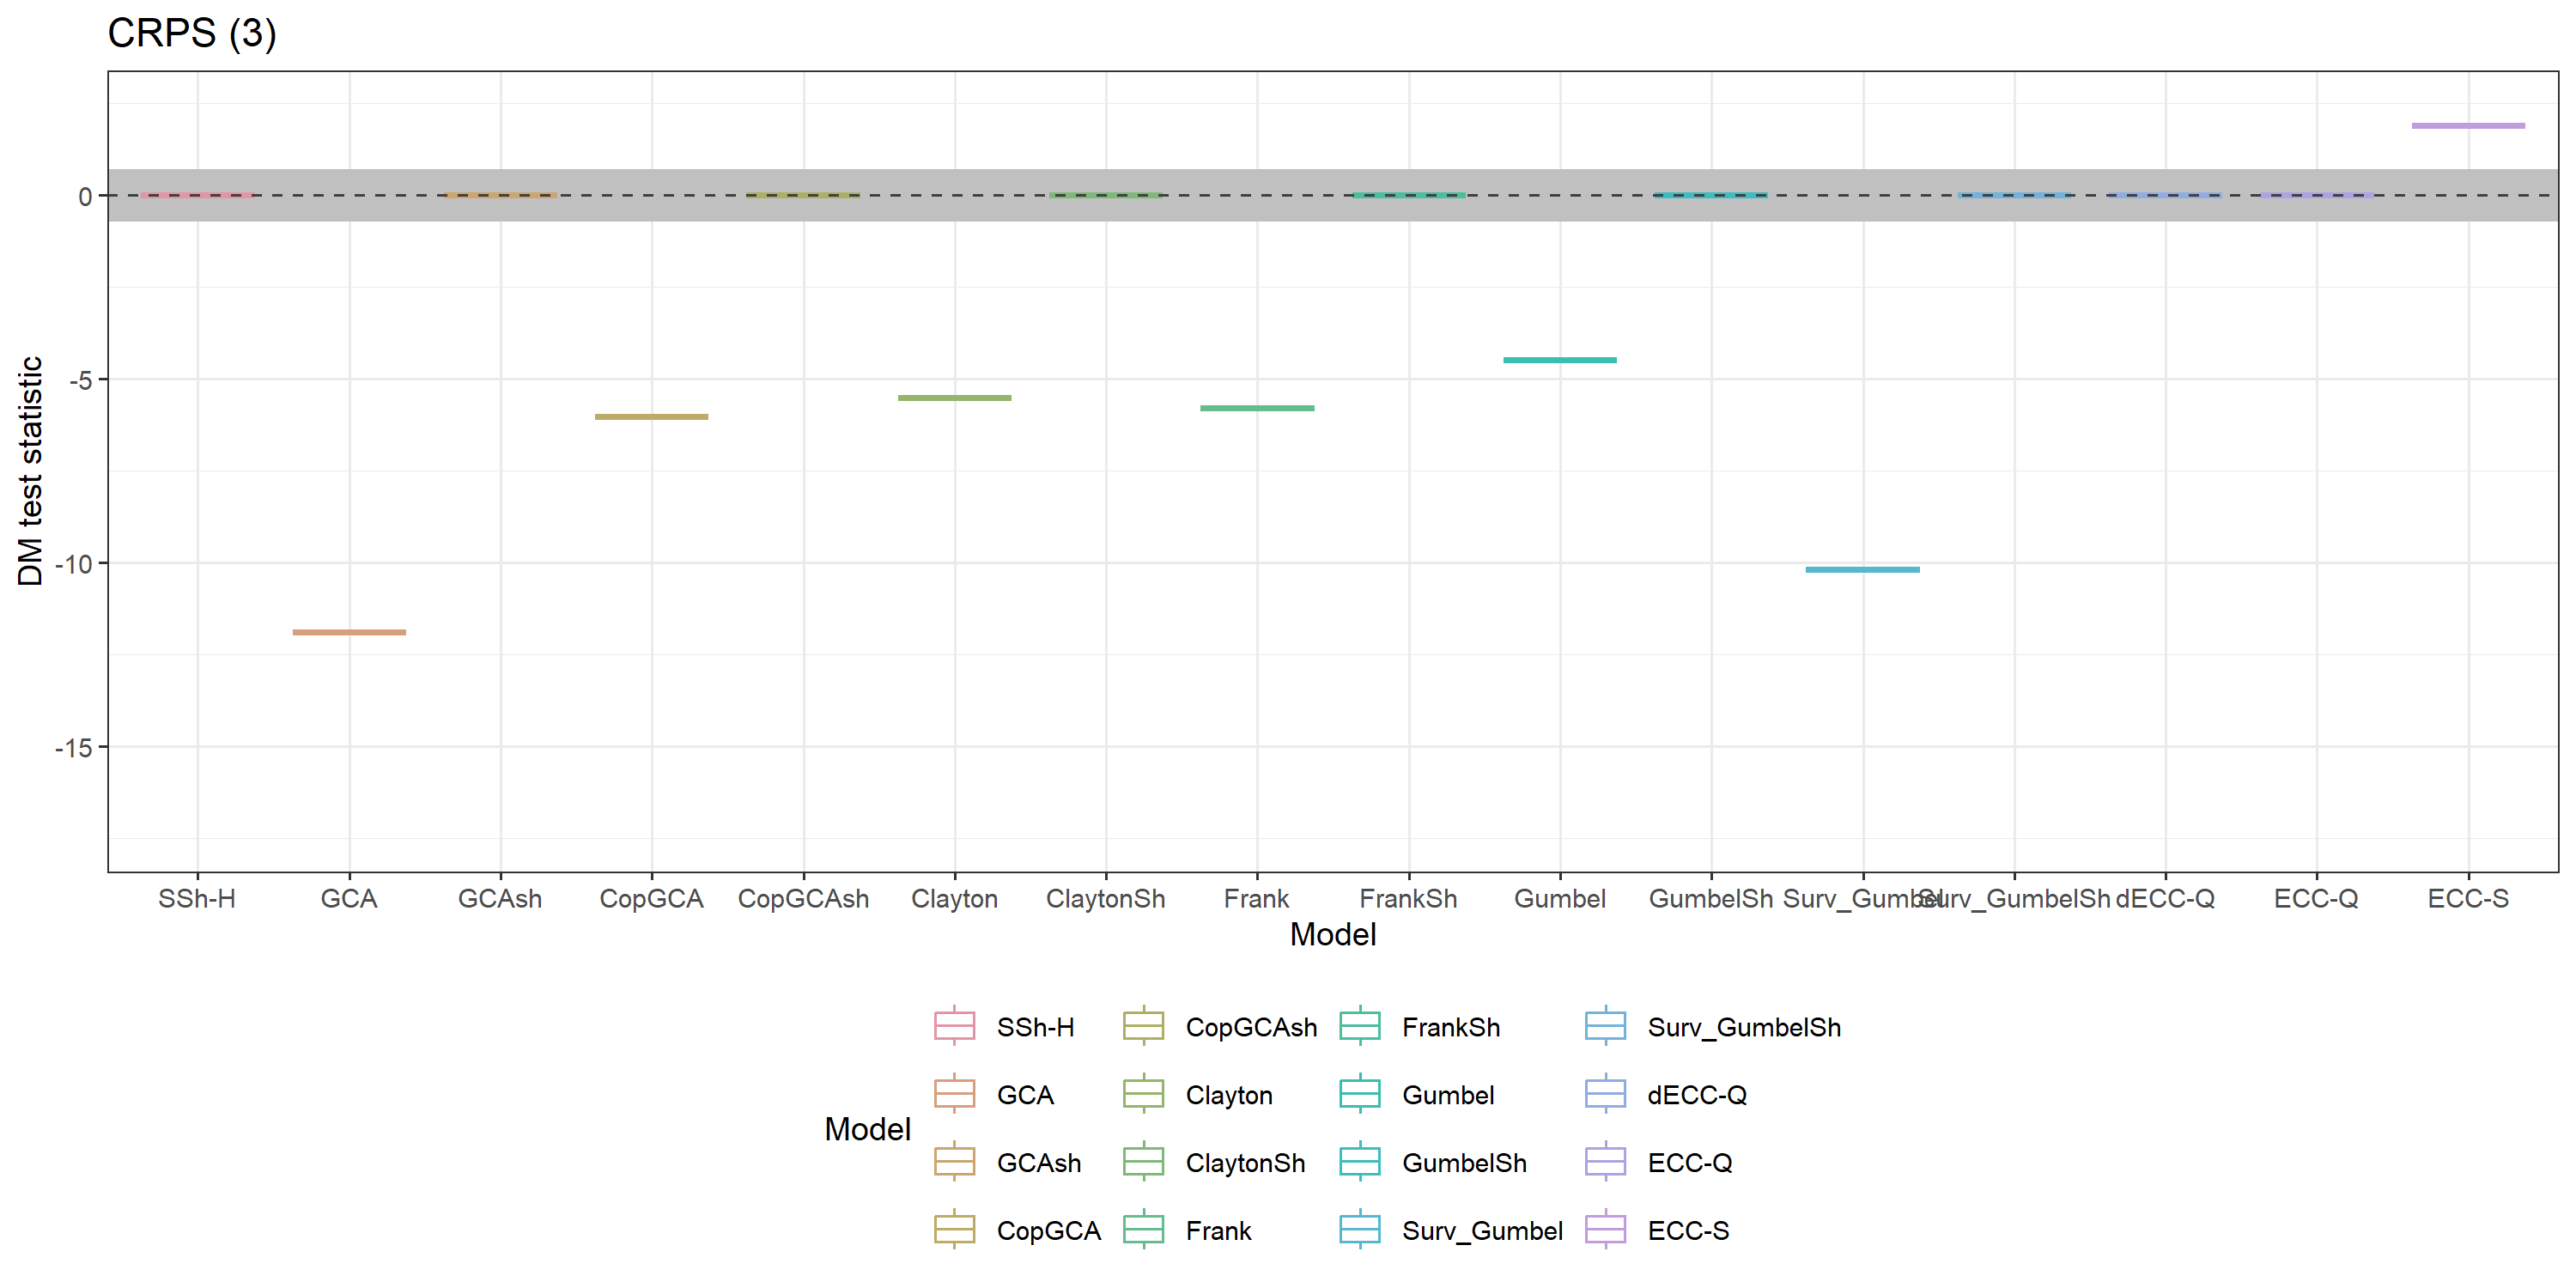 CRPS (3)
DM test statistic
0
-5
-10
-15
SSh-H GCA GCAsh CopGCA CopGCAsh Clayton ClaytonSh Frank FrankSh Gumbel GumbelSh Surv_Gumbel Surv_GumbelSh dECC-Q ECC-Q ECC-S
Model
Model
SSh-H CopGCAsh FrankSh Surv_GumbelSh
GCA Clayton Gumbel dECC-Q
GCAsh ClaytonSh GumbelSh ECC-Q
CopGCA Frank Surv_Gumbel ECC-S